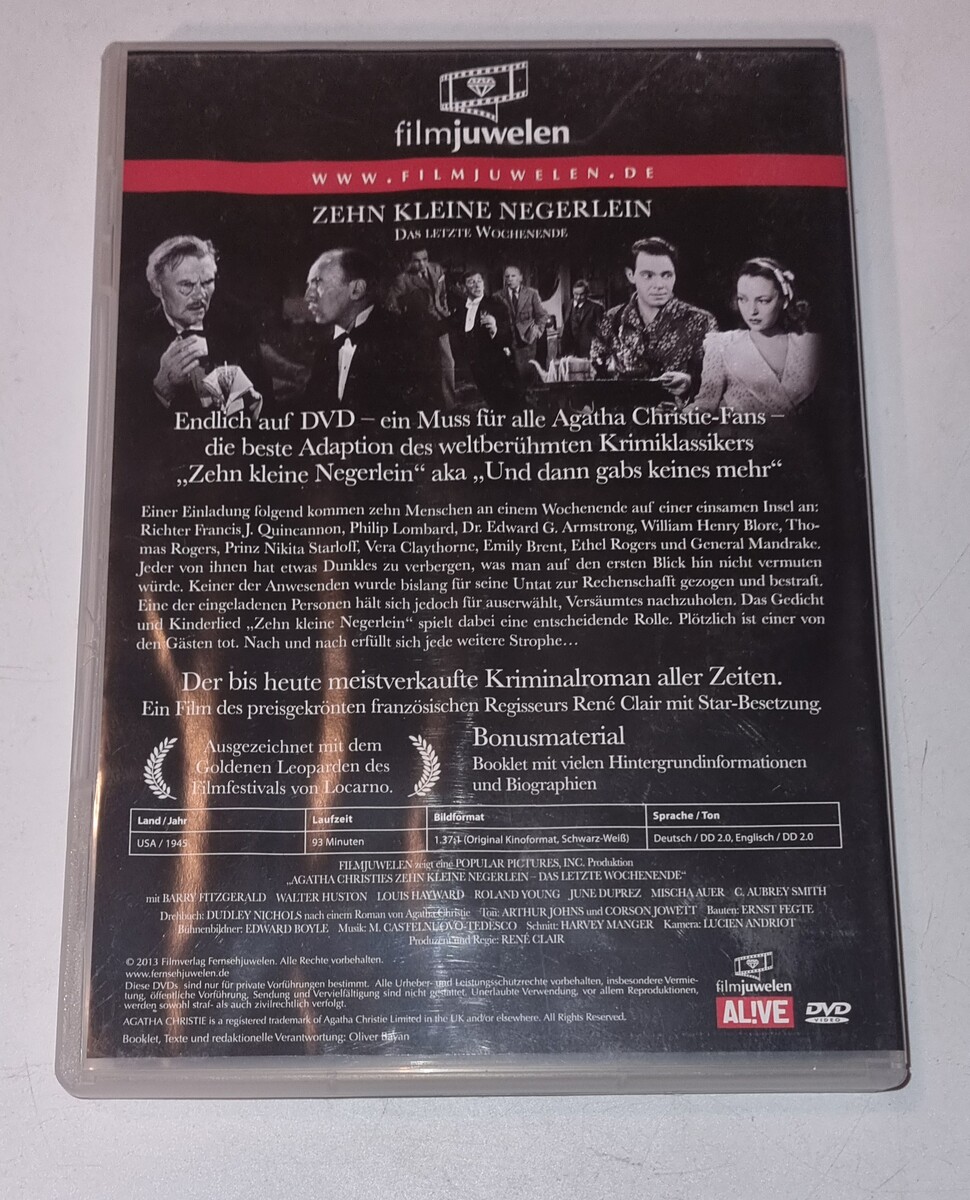 filmjuwelen
WWW.FILMJUWELEN.DE
ZEHN KLEINE NEGERLEIN
DAS LETZTE WOCHENENDE
Endlich auf DVD – ein Muss für alle Agatha Christie-Fans –
die beste Adaption des weltberühmten Krimiklassikers
„Zehn kleine Negerlein“ aka „Und dann gabs keines mehr“
Einer Einladung folgend kommen zehn Menschen an einem Wochenende auf einer einsamen Insel an:
Richter Francis J. Quincannon, Philip Lombard, Dr. Edward G. Armstrong, William Henry Blore, Tho-
mas Rogers, Prinz Nikita Starloff, Vera Claythorne, Emily Brent, Ethel Rogers und General Mandrake.
Jeder von ihnen hat etwas Dunkles zu verbergen, was man auf den ersten Blick hin nicht vermuten
würde. Keiner der Anwesenden wurde bislang für seine Untat zur Rechenschafft gezogen und bestraft.
Eine der eingeladenen Personen hält sich jedoch für auserwählt, Versäumtes nachzuholen. Das Gedicht
und Kinderlied „Zehn kleine Negerlein“ spielt dabei eine entscheidende Rolle. Plötzlich ist einer von
den Gästen tot. Nach und nach erfüllt sich jede weitere Strophe…
Der bis heute meistverkaufte Kriminalroman aller Zeiten.
Ein Film des preisgekrönten französischen Regisseurs René Clair mit Star-Besetzung.
Ausgezeichnet mit dem
Goldenen Leoparden des
Filmfestivals von Locarno.
Bonusmaterial
Booklet mit vielen Hintergrundinformationen
und Biographien
Land / Jahr Laufzeit Bildformat Sprache / Ton
USA / 1945 93 Minuten 1.37:1 (Original Kinoformat, Schwarz-Weiß) Deutsch / DD 2.0, Englisch / DD 2.0
FILMJUWELEN zeigt eine POPULAR PICTURES, INC. Produktion
„AGATHA CHRISTIES ZEHN KLEINE NEGERLEIN – DAS LETZTE WOCHENENDE“
mit BARRY FITZGERALD WALTER HUSTON LOUIS HAYWARD ROLAND YOUNG JUNE DUPREZ MISCHA AUER C. AUBREY SMITH
Drehbuch: DUDLEY NICHOLS nach einem Roman von Agatha Christie Ton: ARTHUR JOHNS und CORSON JOWETT Bauten: ERNST FEGTE
Bühnenbildner: EDWARD BOYLE Musik: M. CASTELNUOVO-TEDESCO Schnitt: HARVEY MANGER Kamera: LUCIEN ANDRIOT
Produzent und Regie: RENÉ CLAIR
© 2013 Filmverlag Fernsehjuwelen. Alle Rechte vorbehalten.
www.fernsehjuwelen.de
Diese DVDs sind nur für private Vorführungen bestimmt. Alle Urheber- und Leistungsschutzrechte vorbehalten, insbesondere Vermie-
tung, öffentliche Vorführung, Sendung und Vervielfältigung sind nicht gestattet. Unerlaubte Verwendung, vor allem Reproduktionen,
werden sowohl straf- als auch zivilrechtlich verfolgt.
AGATHA CHRISTIE is a registered trademark of Agatha Christie Limited in the UK and/or elsewhere. All Rights Reserved.
Booklet, Texte und redaktionelle Verantwortung: Oliver Bayan
filmjuwelen
AL!VE
DVD
VIDEO